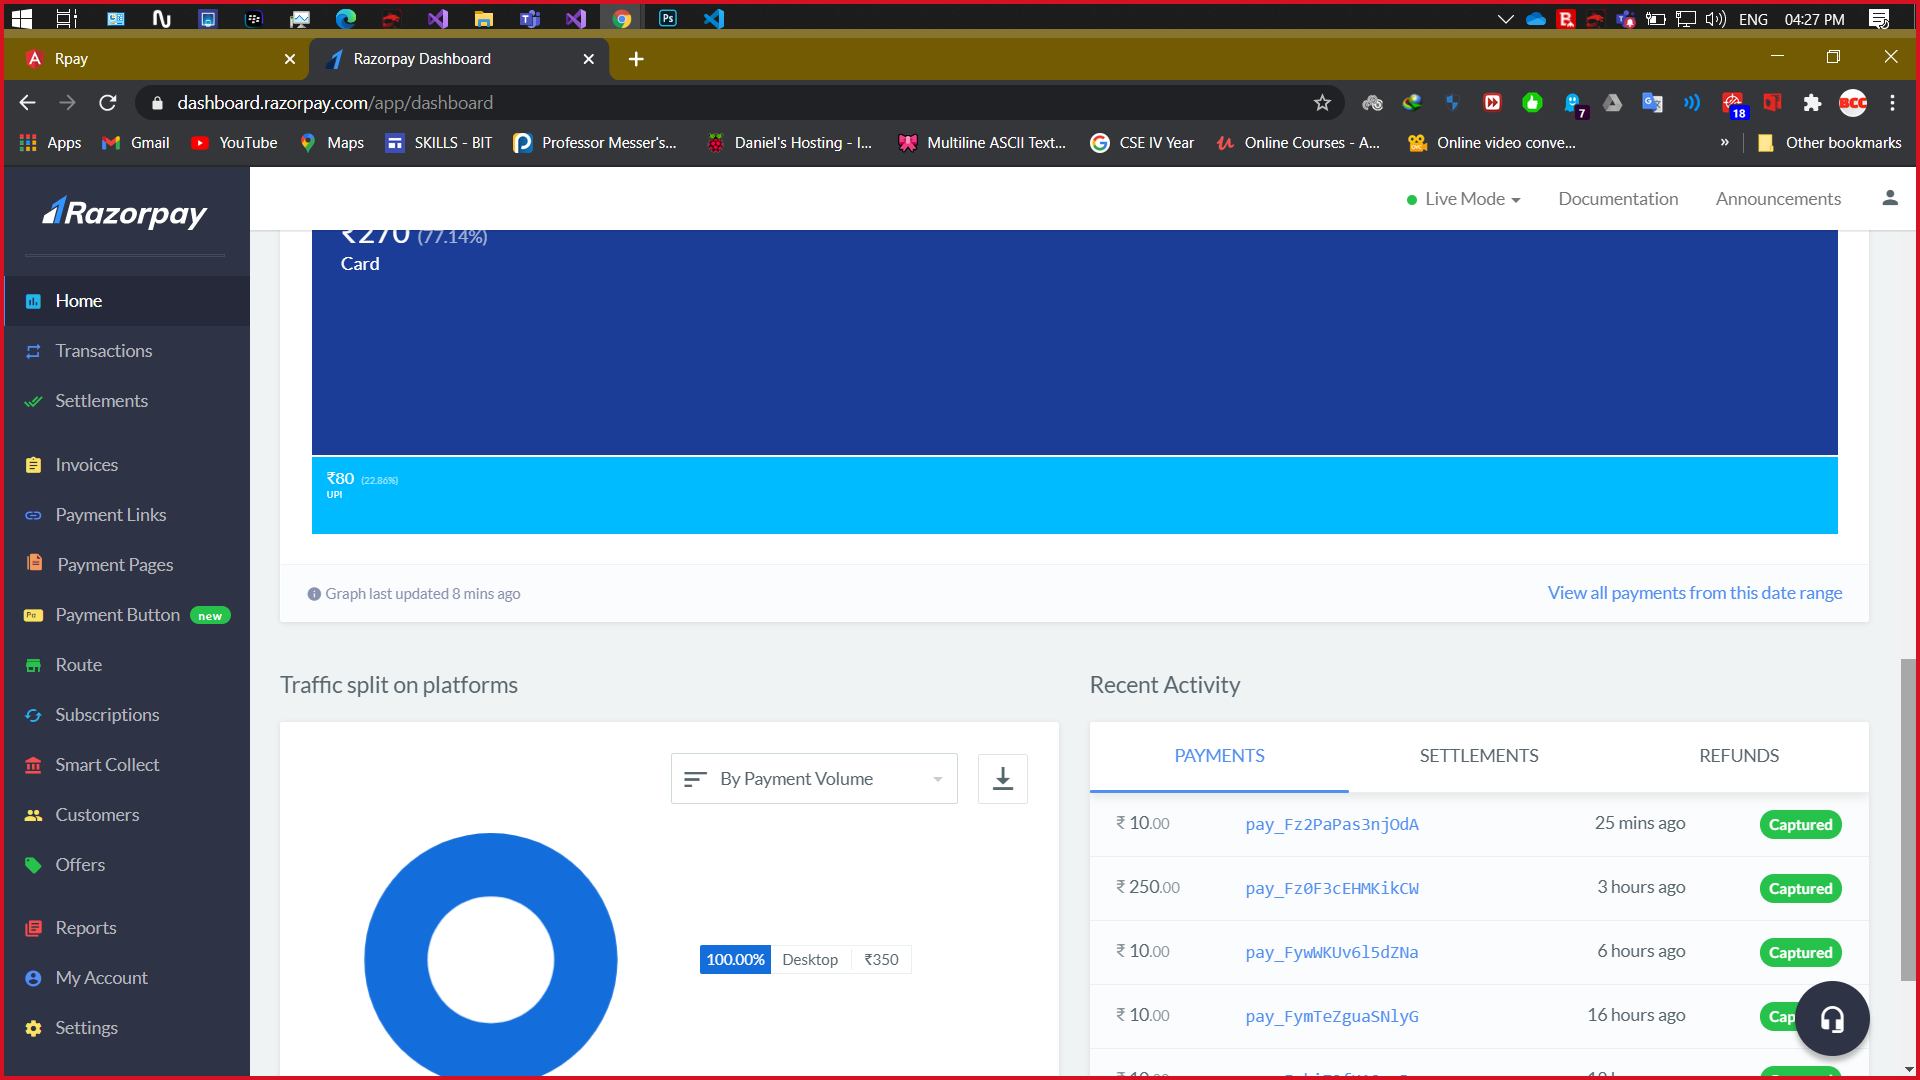 ENG 04:27 PM
Rpay
Razorpay Dashboard
dashboard.razorpay.com/app/dashboard
7
18
BCC
Apps
Gmail
YouTube
Maps
SKILLS - BIT
Professor Messer's...
Daniel's Hosting - I...
Multiline ASCII Text...
CSE IV Year
Online Courses - A...
Online video conve...
»
Other bookmarks
Razorpay
Live Mode
Documentation
Announcements
Home
Transactions
Settlements
Invoices
Payment Links
Payment Pages
Payment Button new
Route
Subscriptions
Smart Collect
Customers
Offers
Reports
My Account
Settings
₹270 (77.14%)
Card
₹80 (22.86%)
UPI
Graph last updated 8 mins ago
View all payments from this date range
Traffic split on platforms
By Payment Volume
100.00% Desktop ₹350
Recent Activity
PAYMENTS SETTLEMENTS REFUNDS
₹ 10.00 pay_Fz2PaPas3njOdA 25 mins ago Captured
₹ 250.00 pay_Fz0F3cEHMKikCW 3 hours ago Captured
₹ 10.00 pay_FywWKUv6l5dZNa 6 hours ago Captured
₹ 10.00 pay_FymTeZguaSNlyG 16 hours ago Cap